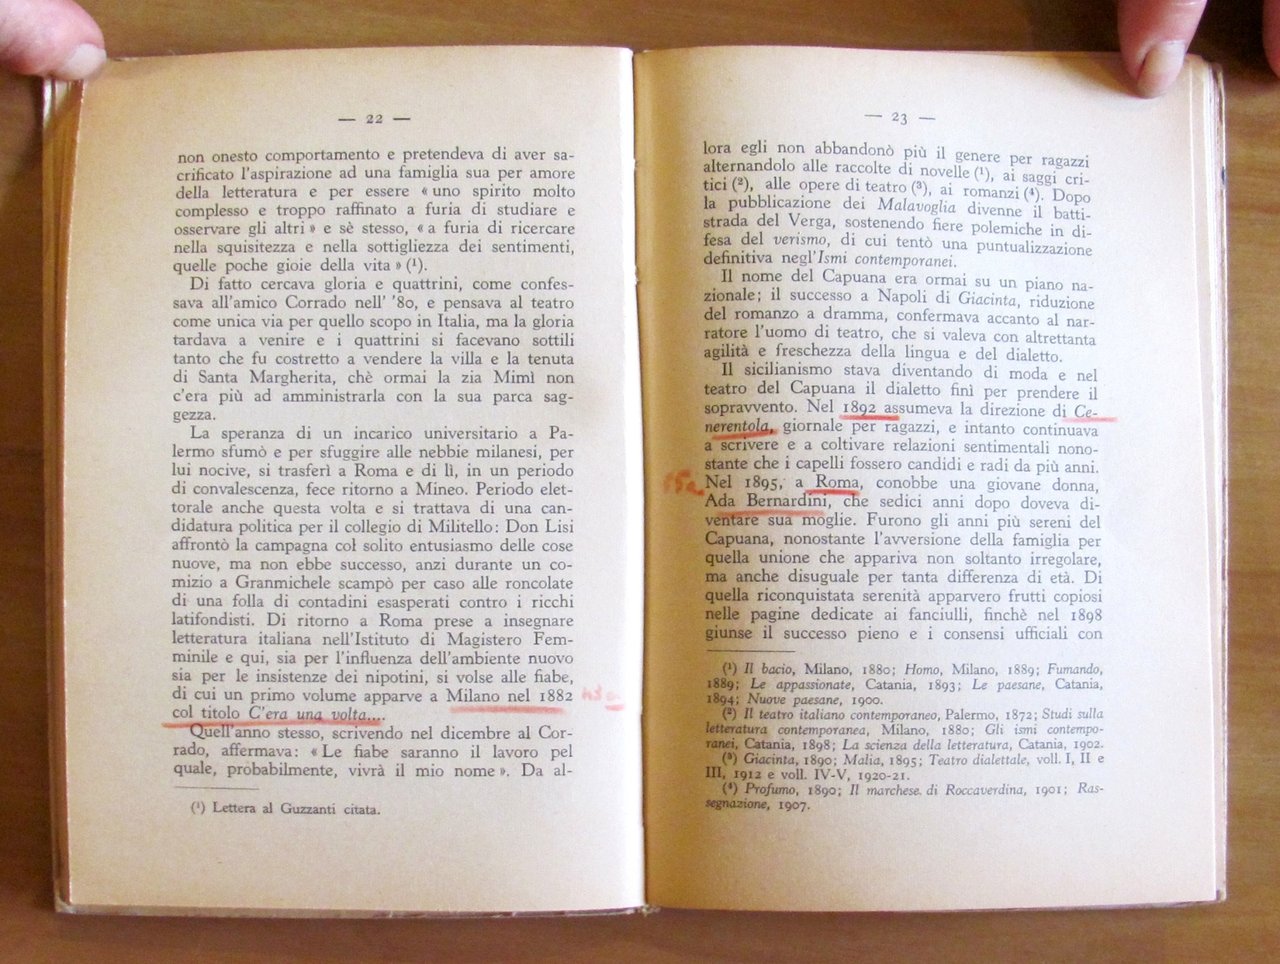 — 22 —
non onesto comportamento e pretendeva di aver sa-
crificato l'aspirazione ad una famiglia sua per amore
della letteratura e per essere « uno spirito molto
complesso e troppo raffinato a furia di studiare e
osservare gli altri » e sè stesso, « a furia di ricercare
nella squisitezza e nella sottigliezza dei sentimenti,
quelle poche gioie della vita » (¹).
Di fatto cercava gloria e quattrini, come confes-
sava all'amico Corrado nell' '80, e pensava al teatro
come unica via per quello scopo in Italia, ma la gloria
tardava a venire e i quattrini si facevano sottili
tanto che fu costretto a vendere la villa e la tenuta
di Santa Margherita, chè ormai la zia Mimì non
c'era più ad amministrarla con la sua parca sag-
gezza.
La speranza di un incarico universitario a Pa-
lermo sfumò e per sfuggire alle nebbie milanesi, per
lui nocive, si trasferì a Roma e di lì, in un periodo
di convalescenza, fece ritorno a Mineo. Periodo elet-
torale anche questa volta e si trattava di una can-
didatura politica per il collegio di Militello: Don Lisi
affrontò la campagna col solito entusiasmo delle cose
nuove, ma non ebbe successo, anzi durante un co-
mizio a Granmichele scampò per caso alle roncolate
di una folla di contadini esasperati contro i ricchi
latifondisti. Di ritorno a Roma prese a insegnare
letteratura italiana nell'Istituto di Magistero Fem-
minile e qui, sia per l'influenza dell'ambiente nuovo
sia per le insistenze dei nipotini, si volse alle fiabe,
di cui un primo volume apparve a Milano nel 1882
col titolo C'era una volta....
Quell'anno stesso, scrivendo nel dicembre al Cor-
rado, affermava: « Le fiabe saranno il lavoro pel
quale, probabilmente, vivrà il mio nome ». Da al-
(¹) Lettera al Guzzanti citata.
— 23 —
lora egli non abbandonò più il genere per ragazzi
alternandolo alle raccolte di novelle (¹), ai saggi cri-
tici (²), alle opere di teatro (³), ai romanzi (⁴). Dopo
la pubblicazione dei Malavoglia divenne il batti-
strada del Verga, sostenendo fiere polemiche in di-
fesa del verismo, di cui tentò una puntualizzazione
definitiva negl'Ismi contemporanei.
Il nome del Capuana era ormai su un piano na-
zionale; il successo a Napoli di Giacinta, riduzione
del romanzo a dramma, confermava accanto al nar-
ratore l'uomo di teatro, che si valeva con altrettanta
agilità e freschezza della lingua e del dialetto.
Il sicilianismo stava diventando di moda e nel
teatro del Capuana il dialetto finì per prendere il
sopravvento. Nel 1892 assumeva la direzione di Ce-
nerentola, giornale per ragazzi, e intanto continuava
a scrivere e a coltivare relazioni sentimentali nono-
stante che i capelli fossero candidi e radi da più anni.
Nel 1895, a Roma, conobbe una giovane donna,
Ada Bernardini, che sedici anni dopo doveva di-
ventare sua moglie. Furono gli anni più sereni del
Capuana, nonostante l'avversione della famiglia per
quella unione che appariva non soltanto irregolare,
ma anche disuguale per tanta differenza di età. Di
quella riconquistata serenità apparvero frutti copiosi
nelle pagine dedicate ai fanciulli, finchè nel 1898
giunse il successo pieno e i consensi ufficiali con
(¹) Il bacio, Milano, 1880; Homo, Milano, 1889; Fumando,
1889; Le appassionate, Catania, 1893; Le paesane, Catania,
1894; Nuove paesane, 1900.
(²) Il teatro italiano contemporaneo, Palermo, 1872; Studi sulla
letteratura contemporanea, Milano, 1880; Gli ismi contempo-
ranei, Catania, 1898; La scienza della letteratura, Catania, 1902.
(³) Giacinta, 1890; Malia, 1895; Teatro dialettale, voll. I, II e
III, 1912 e voll. IV-V, 1920-21.
(⁴) Profumo, 1890; Il marchese di Roccaverdina, 1901; Ras-
segnazione, 1907.